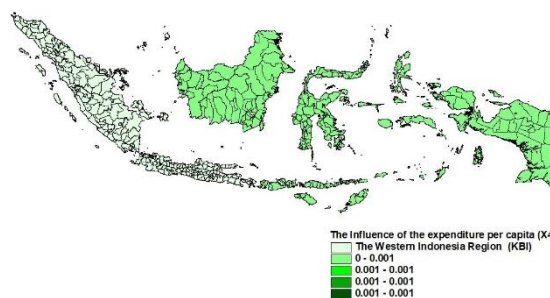 The Influence of the expenditure per capita (X4
The Western Indonesia Region (KBI)
0 - 0.001
0.001 - 0.001
0.001 - 0.001
0.001 - 0.001